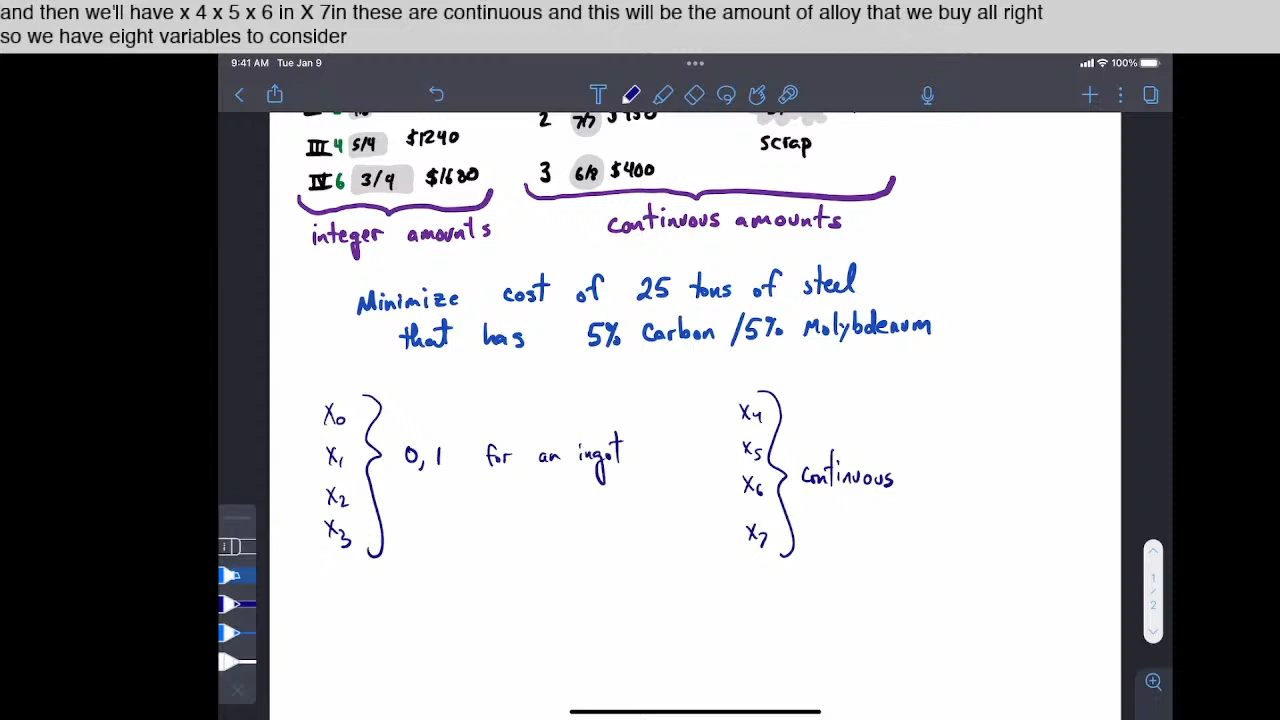 and then we'll have x 4 x 5 x 6 in X 7in these are continuous and this will be the amount of alloy that we buy all right
so we have eight variables to consider
9:41 AM Tue Jan 9
100%
III 4 5/4 $1240
IV 6 3/4 $1680
2 7/7
scrap
3 6/8 $400
integer amounts
continuous amounts
Minimize cost of 25 tons of steel
that has 5% Carbon /5% Molybdenum
x0
x1
x2
x3
0, 1 for an ingot
x4
x5
x6
x7
continuous
1
/
2